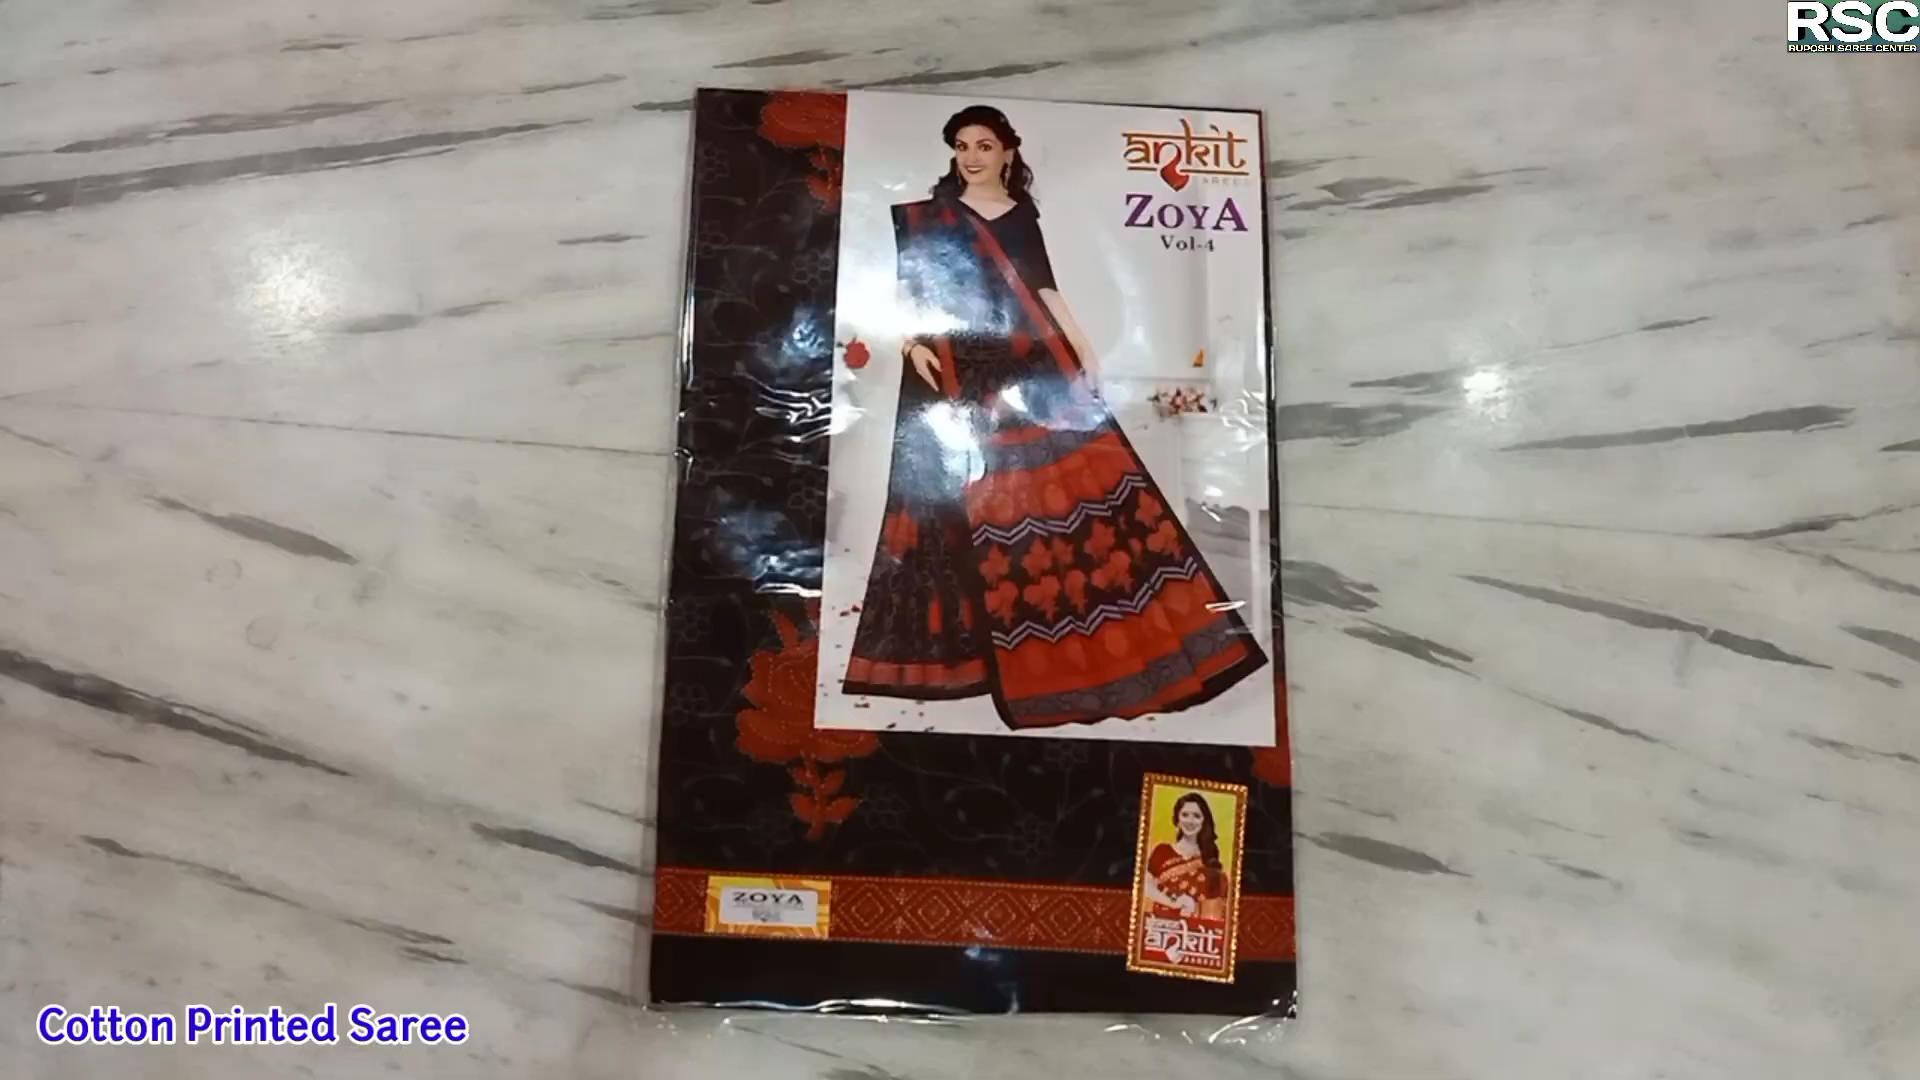 RSC
RUPOSHI SAREE CENTER
ankit
SAREES
ZOYA
Vol-4
ZOYA
ankit
SAREES
Cotton Printed Saree